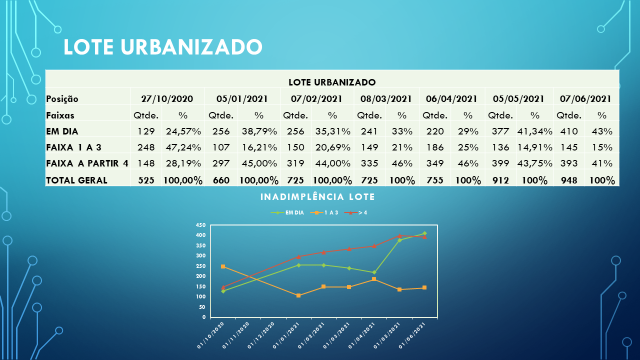 LOTE URBANIZADO
LOTE URBANIZADO
Posição 27/10/2020 05/01/2021 07/02/2021 08/03/2021 06/04/2021 05/05/2021 07/06/2021
Faixas Qtde. % Qtde. % Qtde. % Qtde. % Qtde. % Qtde. % Qtde. %
EM DIA 129 24,57% 256 38,79% 256 35,31% 241 33% 220 29% 377 41,34% 410 43%
FAIXA 1 A 3 248 47,24% 107 16,21% 150 20,69% 149 21% 186 25% 136 14,91% 145 15%
FAIXA A PARTIR 4 148 28,19% 297 45,00% 319 44,00% 335 46% 349 46% 399 43,75% 393 41%
TOTAL GERAL 525 100,00% 660 100,00% 725 100,00% 725 100% 755 100% 912 100% 948 100%
INADIMPLÊNCIA LOTE
EM DIA 1 A 3 > 4
450
400
350
300
250
200
150
100
50
0
01/10/2020 01/11/2020 01/12/2020 01/01/2021 01/02/2021 01/03/2021 01/04/2021 01/05/2021 01/06/2021